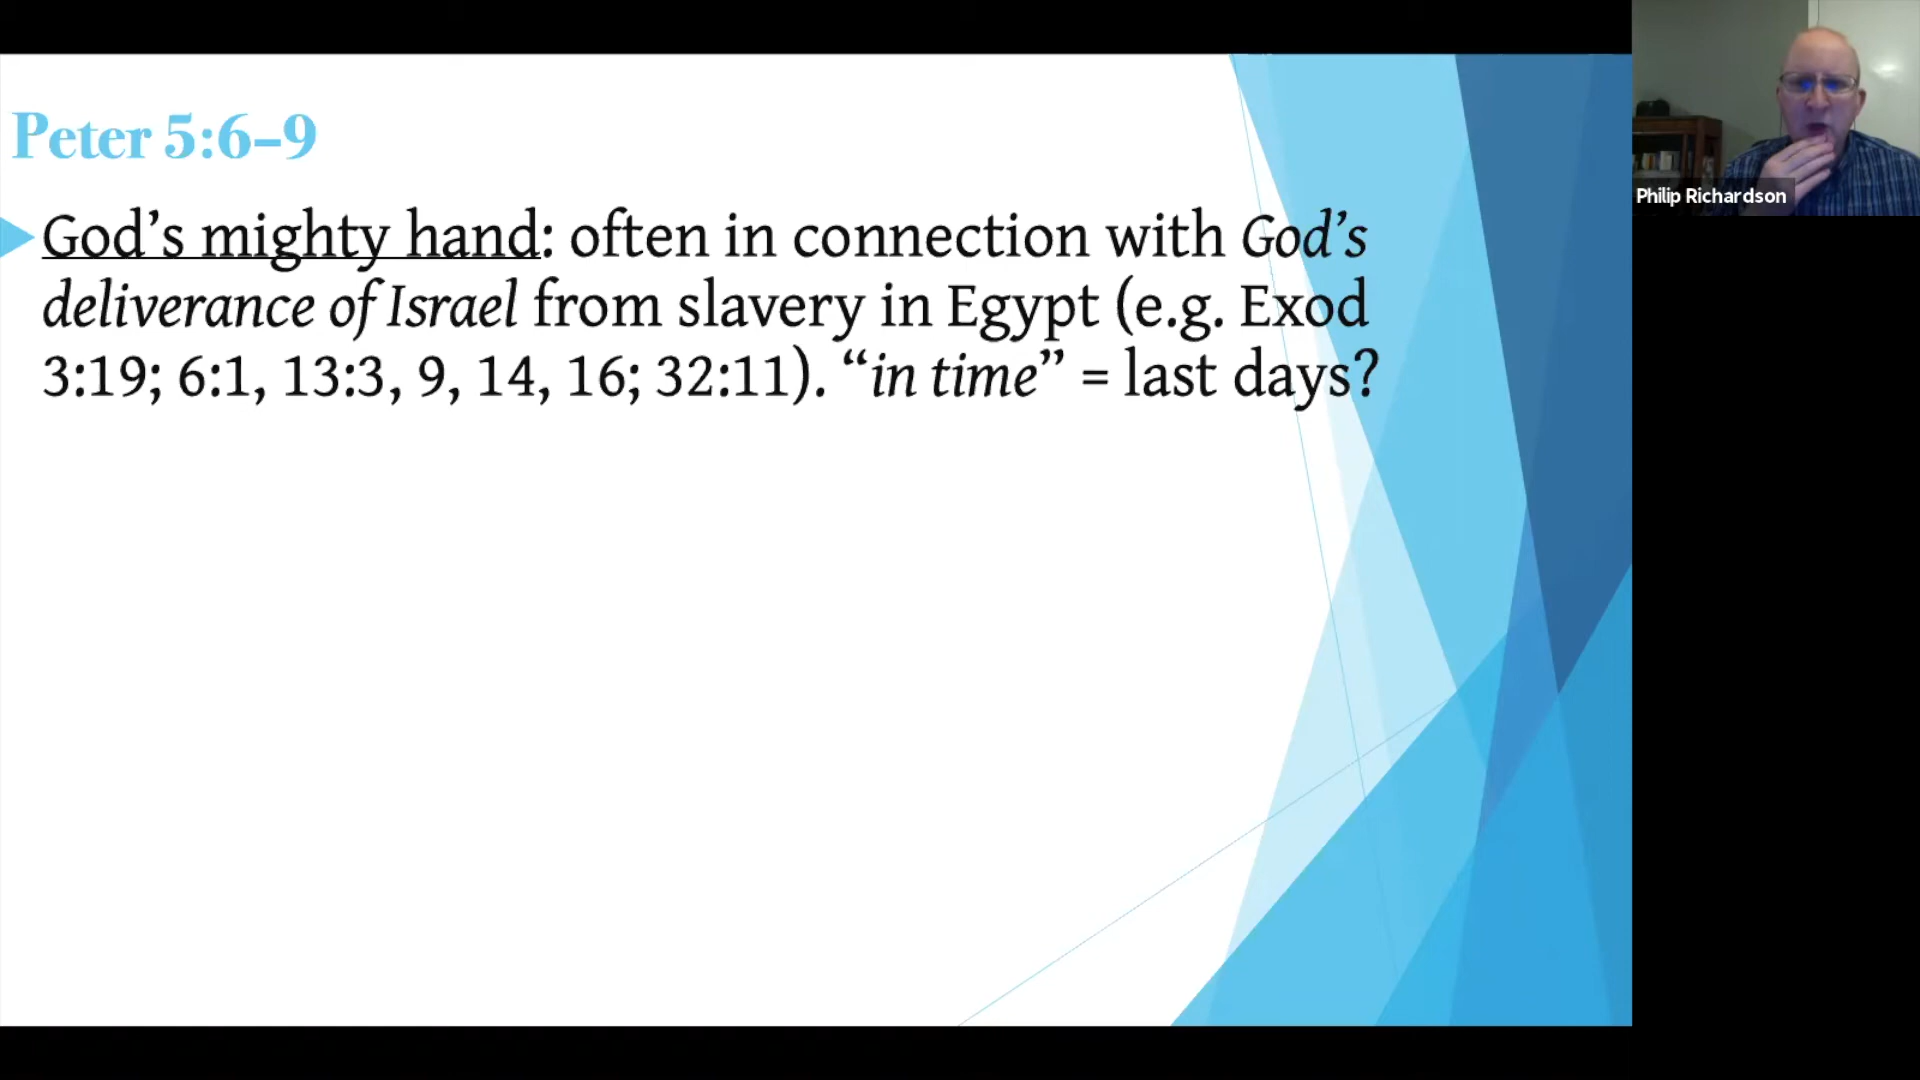 Peter 5:6–9
God’s mighty hand: often in connection with God’s
deliverance of Israel from slavery in Egypt (e.g. Exod
3:19; 6:1, 13:3, 9, 14, 16; 32:11). “in time” = last days?
Philip Richardson